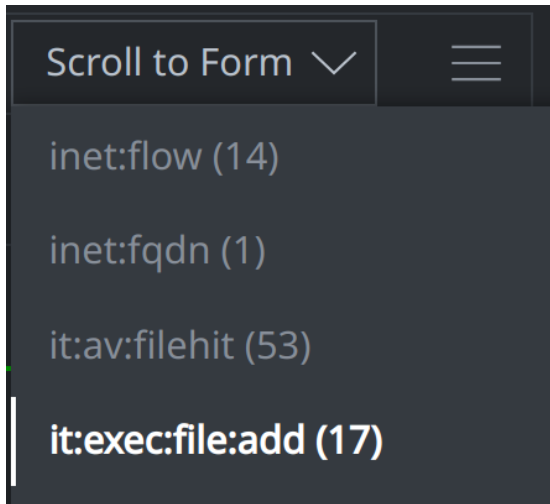 Scroll to Form
inet:flow (14)
inet:fqdn (1)
it:av:filehit (53)
it:exec:file:add (17)